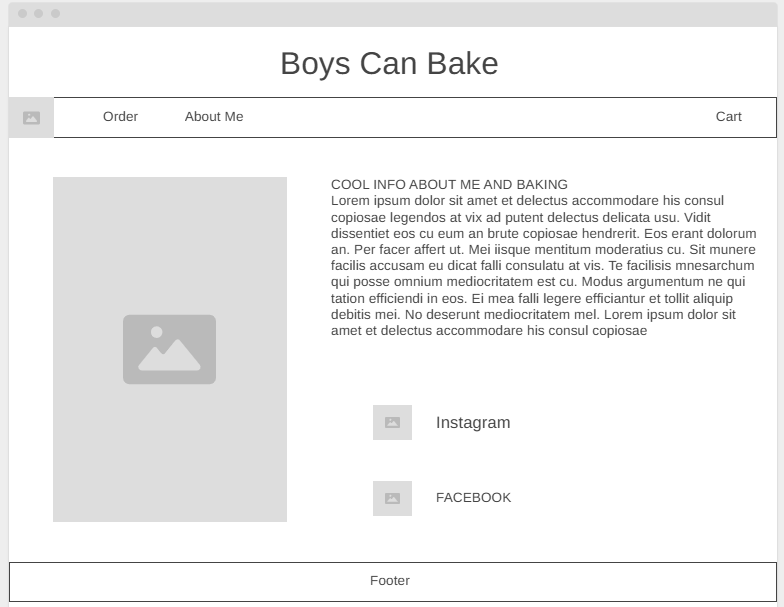 Boys Can Bake
Order About Me Cart
COOL INFO ABOUT ME AND BAKING
Lorem ipsum dolor sit amet et delectus accommodare his consul
copiosae legendos at vix ad putent delectus delicata usu. Vidit
dissentiet eos cu eum an brute copiosae hendrerit. Eos erant dolorum
an. Per facer affert ut. Mei iisque mentitum moderatius cu. Sit munere
facilis accusam eu dicat falli consulatu at vis. Te facilisis mnesarchum
qui posse omnium mediocritatem est cu. Modus argumentum ne qui
tation efficiendi in eos. Ei mea falli legere efficiantur et tollit aliquip
debitis mei. No deserunt mediocritatem mel. Lorem ipsum dolor sit
amet et delectus accommodare his consul copiosae
Instagram
FACEBOOK
Footer